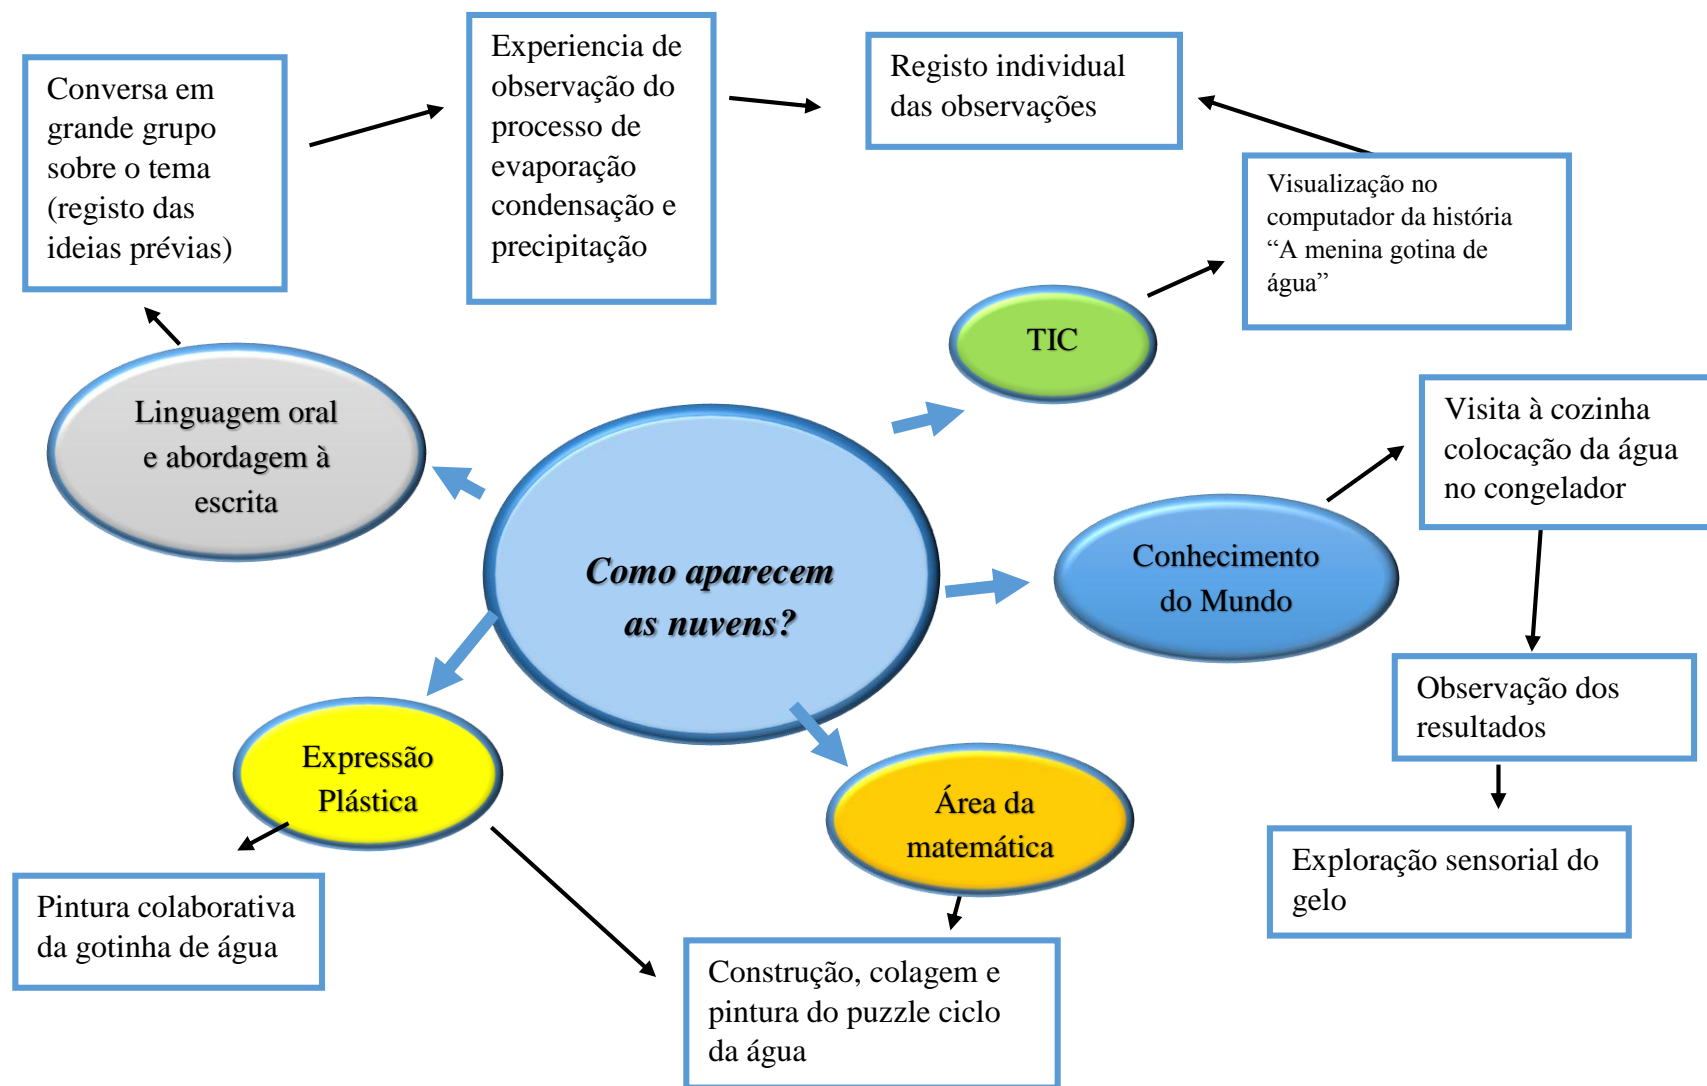 Conversa em
grande grupo
sobre o tema
(registo das
ideias prévias)
Experiencia de
observação do
processo de
evaporação
condensação e
precipitação
Registo individual
das observações
Visualização no
computador da história
“A menina gotina de
água”
TIC
Linguagem oral
e abordagem à
escrita
Visita à cozinha
colocação da água
no congelador
Como aparecem
as nuvens?
Conhecimento
do Mundo
Observação dos
resultados
Expressão
Plástica
Área da
matemática
Exploração sensorial do
gelo
Pintura colaborativa
da gotinha de água
Construção, colagem e
pintura do puzzle ciclo
da água